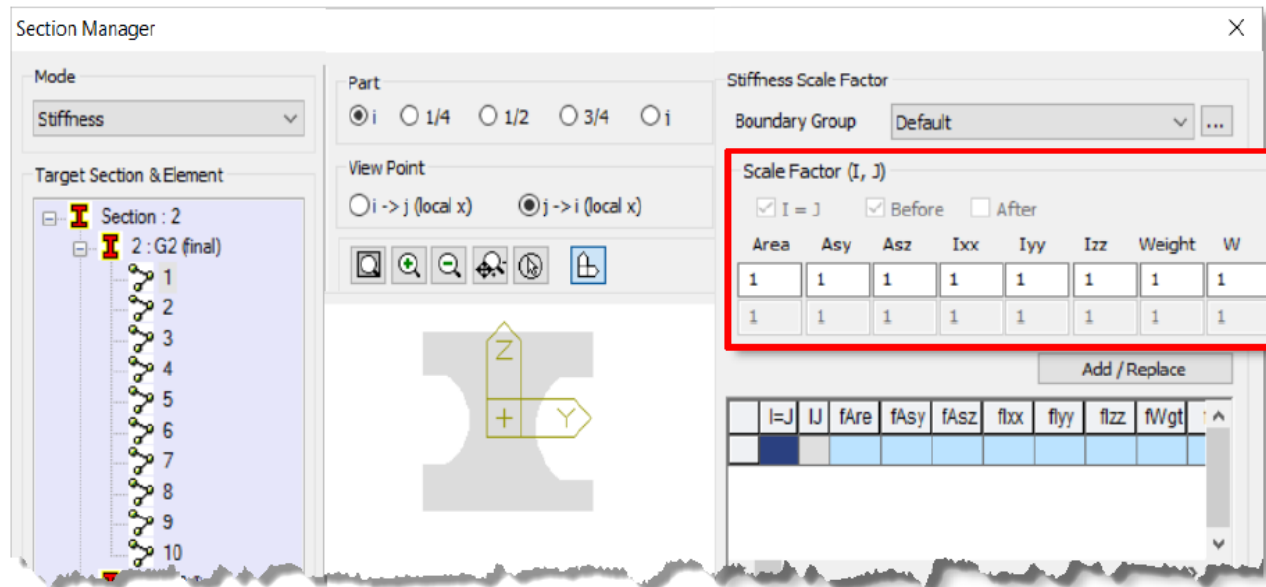 Section Manager
Mode
Stiffness
Target Section & Element
Section : 2
2 : G2 (final)
1
2
3
4
5
6
7
8
9
10
Part
i 1/4 1/2 3/4 j
View Point
i -> j (local x) j -> i (local x)
Z
Y
Stiffness Scale Factor
Boundary Group Default ...
Scale Factor (I, J)
I = J Before After
Area Asy Asz Ixx Iyy Izz Weight W
1 1 1 1 1 1 1 1
1 1 1 1 1 1 1 1
Add / Replace
I=J IJ fAre fAsy fAsz fIxx fIyy fIzz fWgt